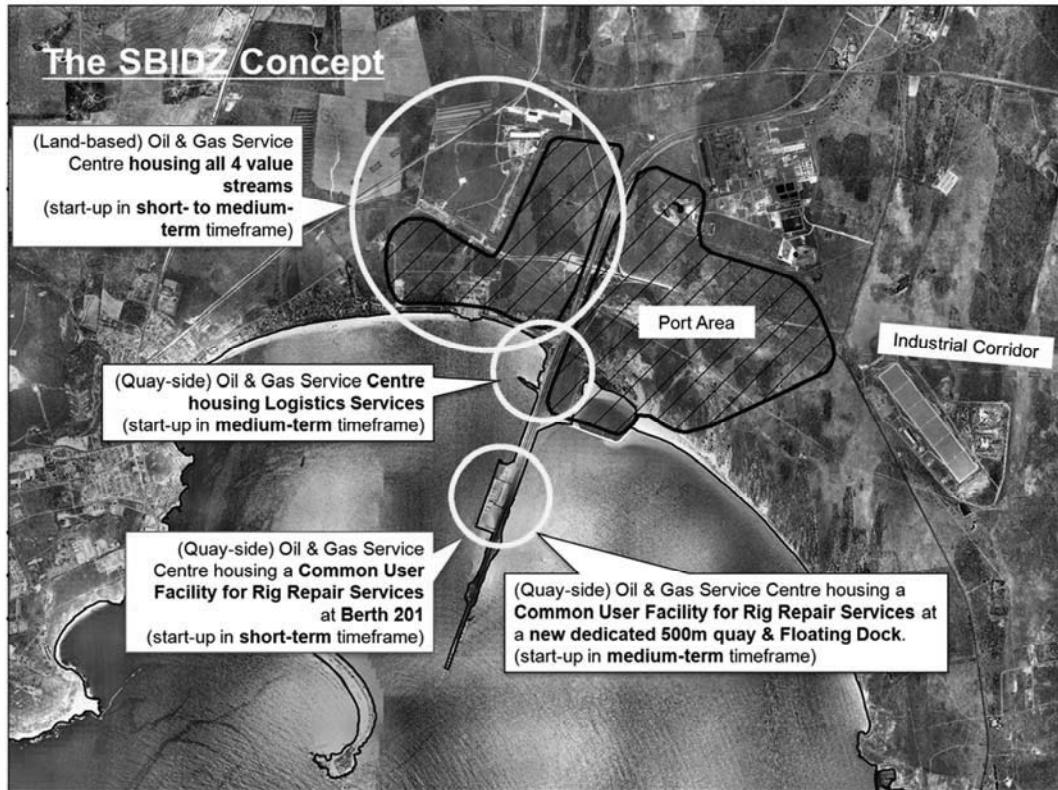 The SBIDZ Concept
(Land-based) Oil & Gas Service
Centre housing all 4 value
streams
(start-up in short- to medium-
term timeframe)
Port Area
Industrial Corridor
(Quay-side) Oil & Gas Service Centre
housing Logistics Services
(start-up in medium-term timeframe)
(Quay-side) Oil & Gas Service
Centre housing a Common User
Facility for Rig Repair Services
at Berth 201
(start-up in short-term timeframe)
(Quay-side) Oil & Gas Service Centre housing a
Common User Facility for Rig Repair Services at
a new dedicated 500m quay & Floating Dock.
(start-up in medium-term timeframe)